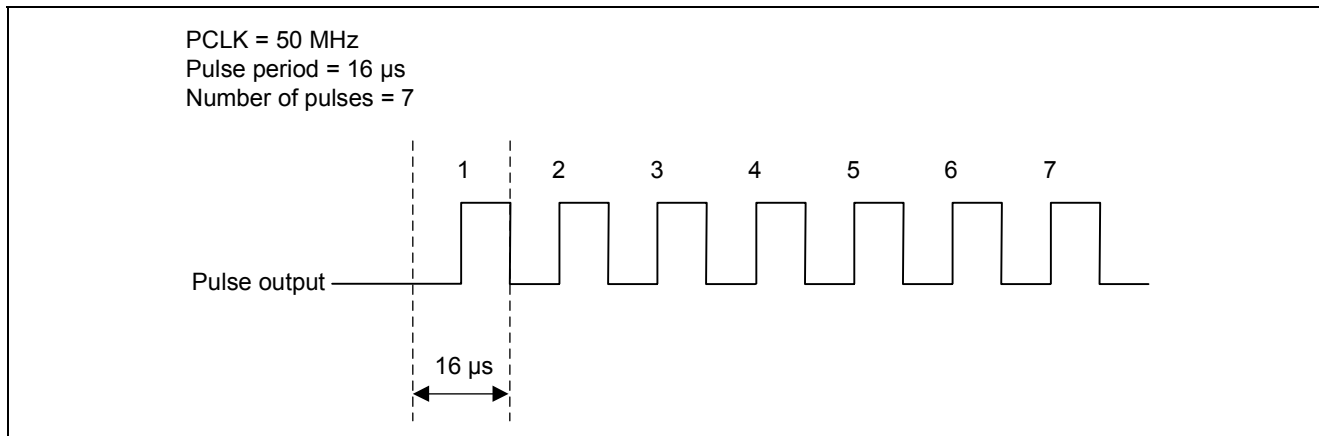 PCLK = 50 MHz
Pulse period = 16 µs
Number of pulses = 7
1 2 3 4 5 6 7
Pulse output
16 µs